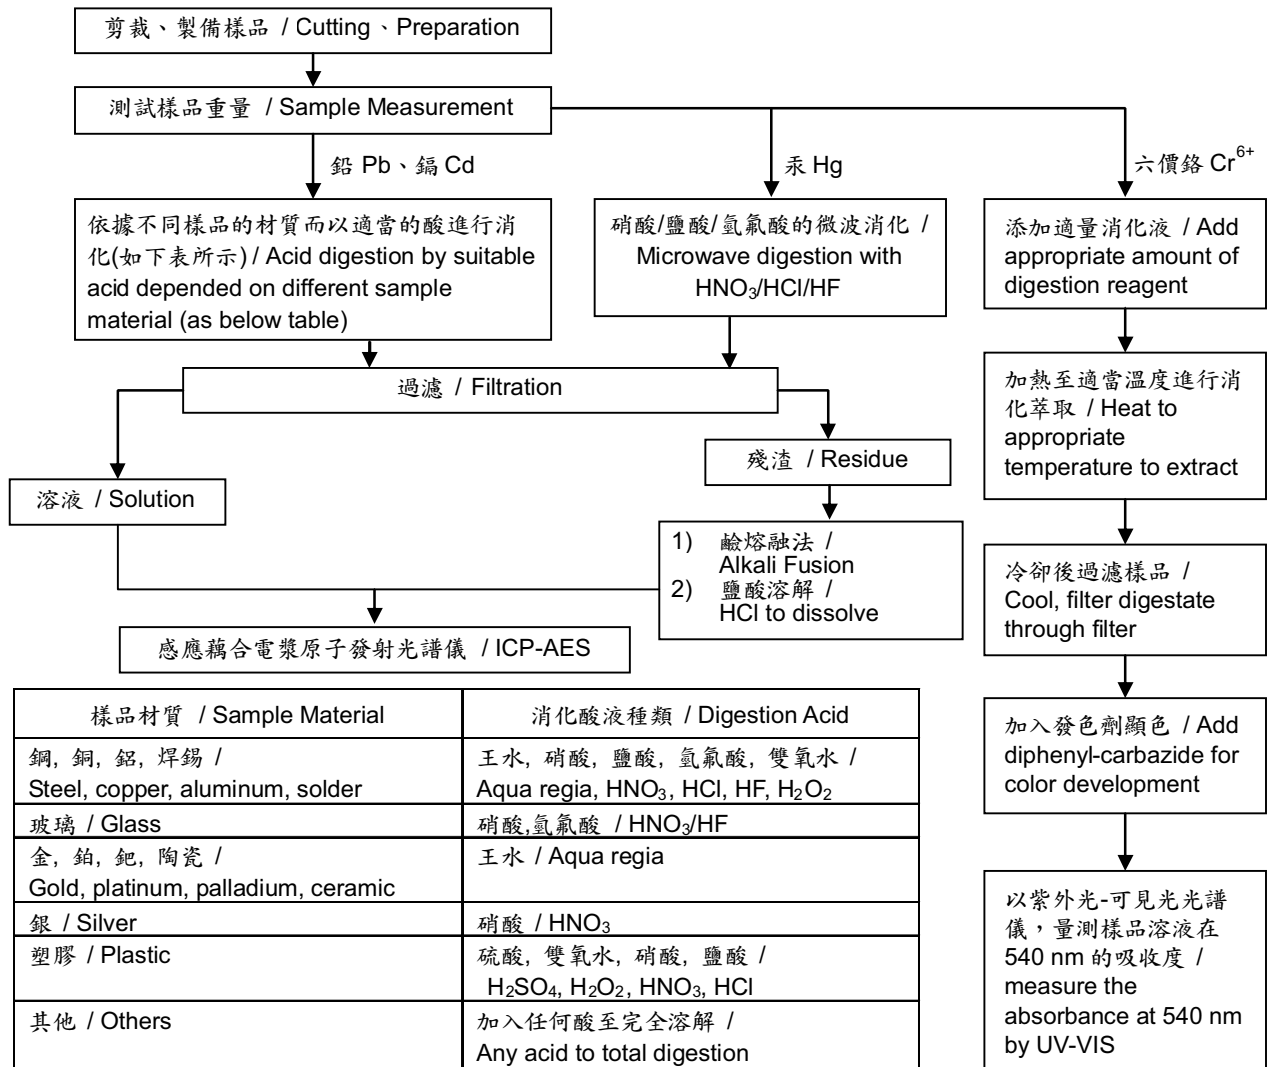 剪裁、製備樣品 / Cutting、Preparation
測試樣品重量 / Sample Measurement
鉛 Pb、鎘 Cd
汞 Hg
六價鉻 Cr⁶⁺
依據不同樣品的材質而以適當的酸進行消
化(如下表所示) / Acid digestion by suitable
acid depended on different sample
material (as below table)
硝酸/鹽酸/氫氟酸的微波消化 /
Microwave digestion with
HNO₃/HCl/HF
添加適量消化液 / Add
appropriate amount of
digestion reagent
過濾 / Filtration
加熱至適當溫度進行消
化萃取 / Heat to
appropriate
temperature to extract
殘渣 / Residue
溶液 / Solution
1) 鹼熔融法 /
Alkali Fusion
2) 鹽酸溶解 /
HCl to dissolve
冷卻後過濾樣品 /
Cool, filter digestate
through filter
感應藕合電漿原子發射光譜儀 / ICP-AES
加入發色劑顯色 / Add
diphenyl-carbazide for
color development
以紫外光-可見光光譜
儀，量測樣品溶液在
540 nm 的吸收度 /
measure the
absorbance at 540 nm
by UV-VIS
樣品材質 / Sample Material
消化酸液種類 / Digestion Acid
鋼, 銅, 鋁, 焊錫 /
Steel, copper, aluminum, solder
王水, 硝酸, 鹽酸, 氫氟酸, 雙氧水 /
Aqua regia, HNO₃, HCl, HF, H₂O₂
玻璃 / Glass
硝酸,氫氟酸 / HNO₃/HF
金, 鉑, 鈀, 陶瓷 /
Gold, platinum, palladium, ceramic
王水 / Aqua regia
銀 / Silver
硝酸 / HNO₃
塑膠 / Plastic
硫酸, 雙氧水, 硝酸, 鹽酸 /
H₂SO₄, H₂O₂, HNO₃, HCl
其他 / Others
加入任何酸至完全溶解 /
Any acid to total digestion